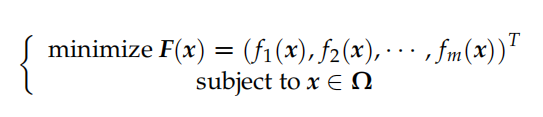 minimize F(x) = (f₁(x), f₂(x), ⋯ , fₘ(x))ᵀ
subject to x ∈ Ω